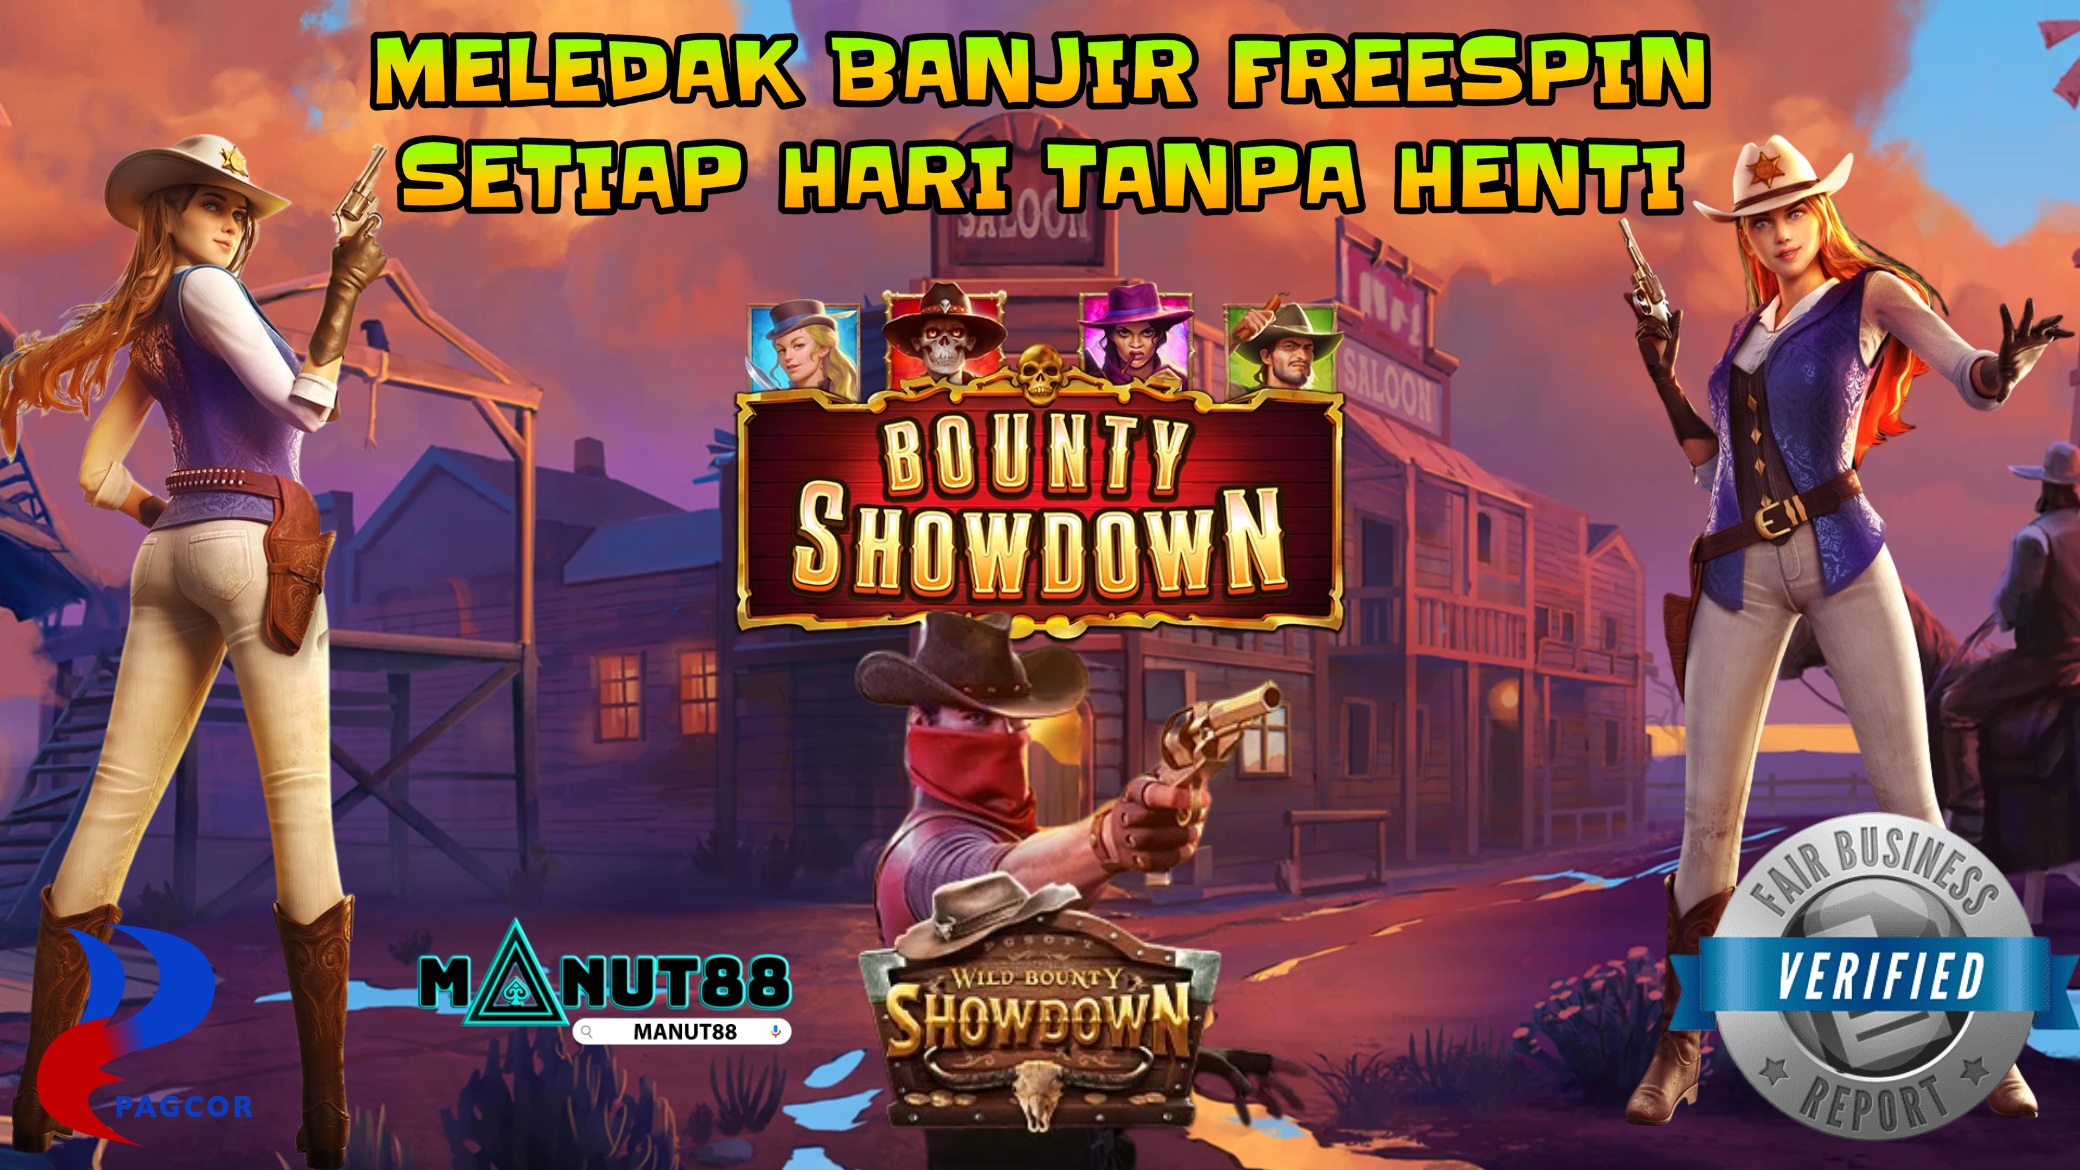 MELEDAK BANJIR FREESPIN
SETIAP HARI TANPA HENTI
SALOON
SALOON
BOUNTY
SHOWDOWN
PGSOFT
WILD BOUNTY
SHOWDOWN
MANUT88
MANUT88
PAGCOR
FAIR BUSINESS
VERIFIED
REPORT